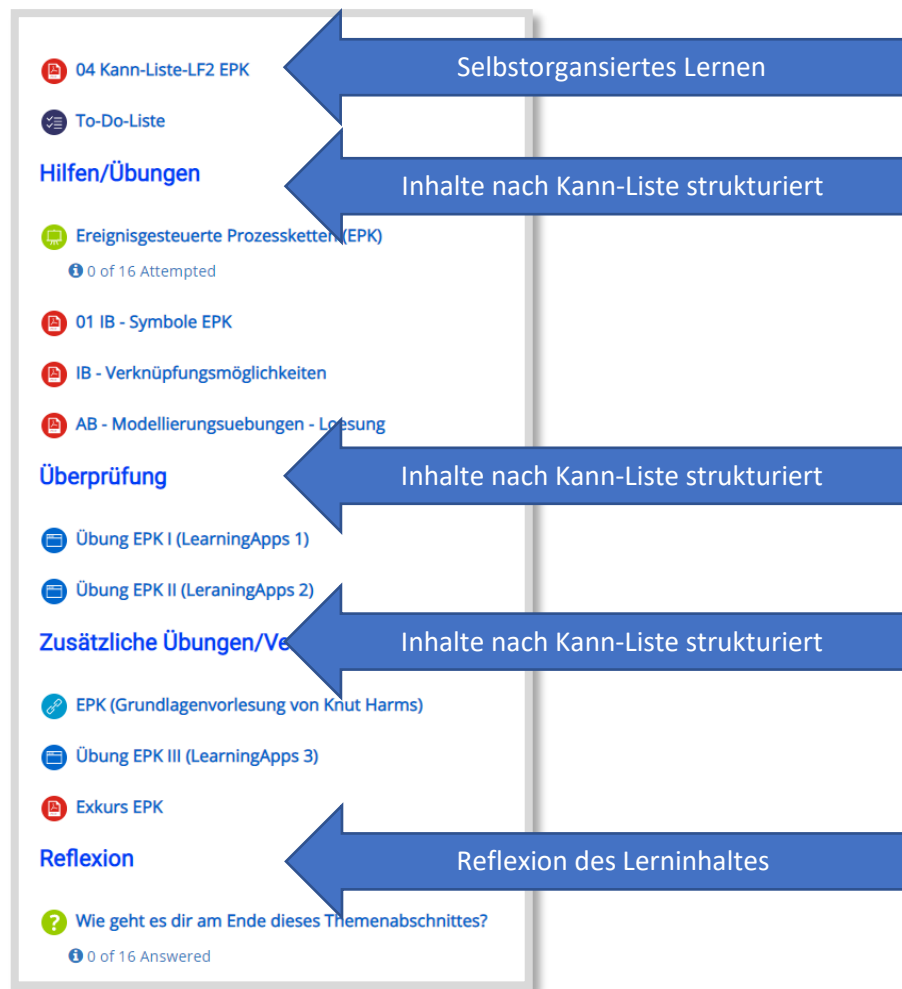 04 Kann-Liste-LF2 EPK
Selbstorgansiertes Lernen
To-Do-Liste
Hilfen/Übungen
Inhalte nach Kann-Liste strukturiert
Ereignisgesteuerte Prozessketten (EPK)
0 of 16 Attempted
01 IB - Symbole EPK
IB - Verknüpfungsmöglichkeiten
AB - Modellierungsuebungen - Loesung
Überprüfung
Inhalte nach Kann-Liste strukturiert
Übung EPK I (LearningApps 1)
Übung EPK II (LeraningApps 2)
Zusätzliche Übungen/
Inhalte nach Kann-Liste strukturiert
EPK (Grundlagenvorlesung von Knut Harms)
Übung EPK III (LearningApps 3)
Exkurs EPK
Reflexion
Reflexion des Lerninhaltes
Wie geht es dir am Ende dieses Themenabschnittes?
0 of 16 Answered